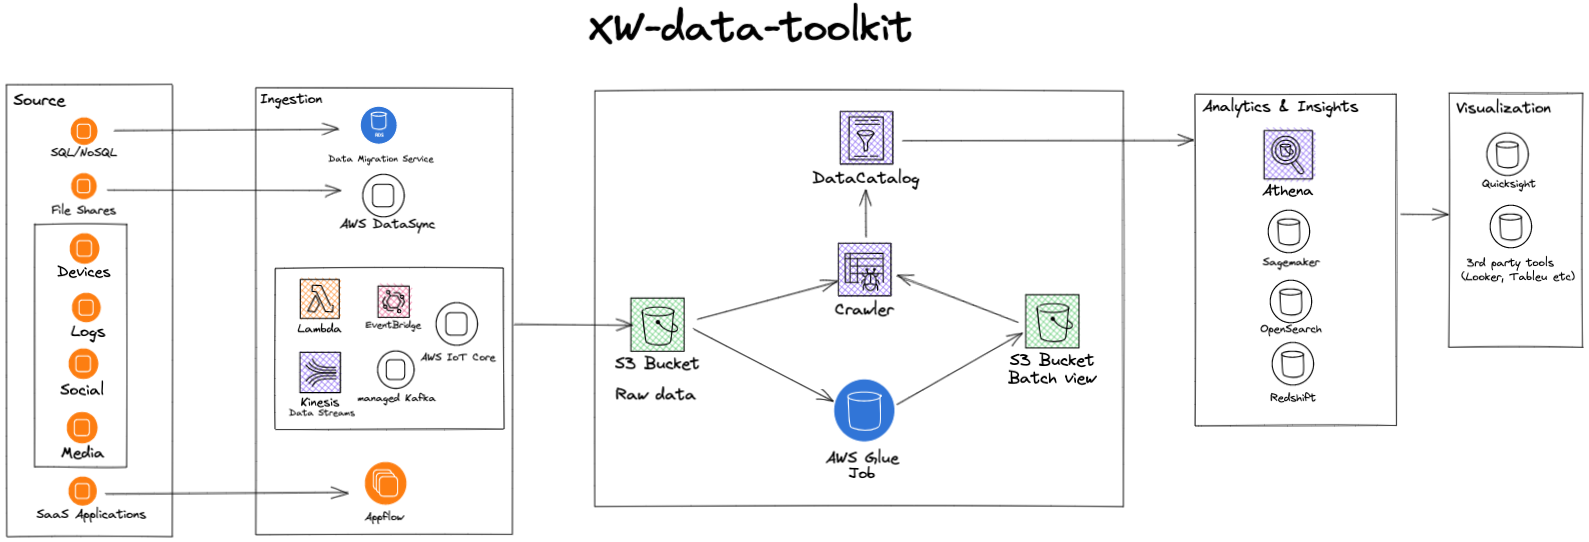 XW-data-toolkit
Source
SQL/NoSQL
File Shares
Devices
Logs
Social
Media
SaaS Applications
Ingestion
RDS
Data Migration Service
AWS DataSync
Lambda
EventBridge
AWS IoT Core
Kinesis
Data Streams
managed Kafka
Appflow
S3 Bucket
Raw data
DataCatalog
Crawler
AWS Glue
Job
S3 Bucket
Batch view
Analytics & Insights
Athena
Sagemaker
OpenSearch
Redshift
Visualization
Quicksight
3rd party tools
(Looker, Tableu etc)